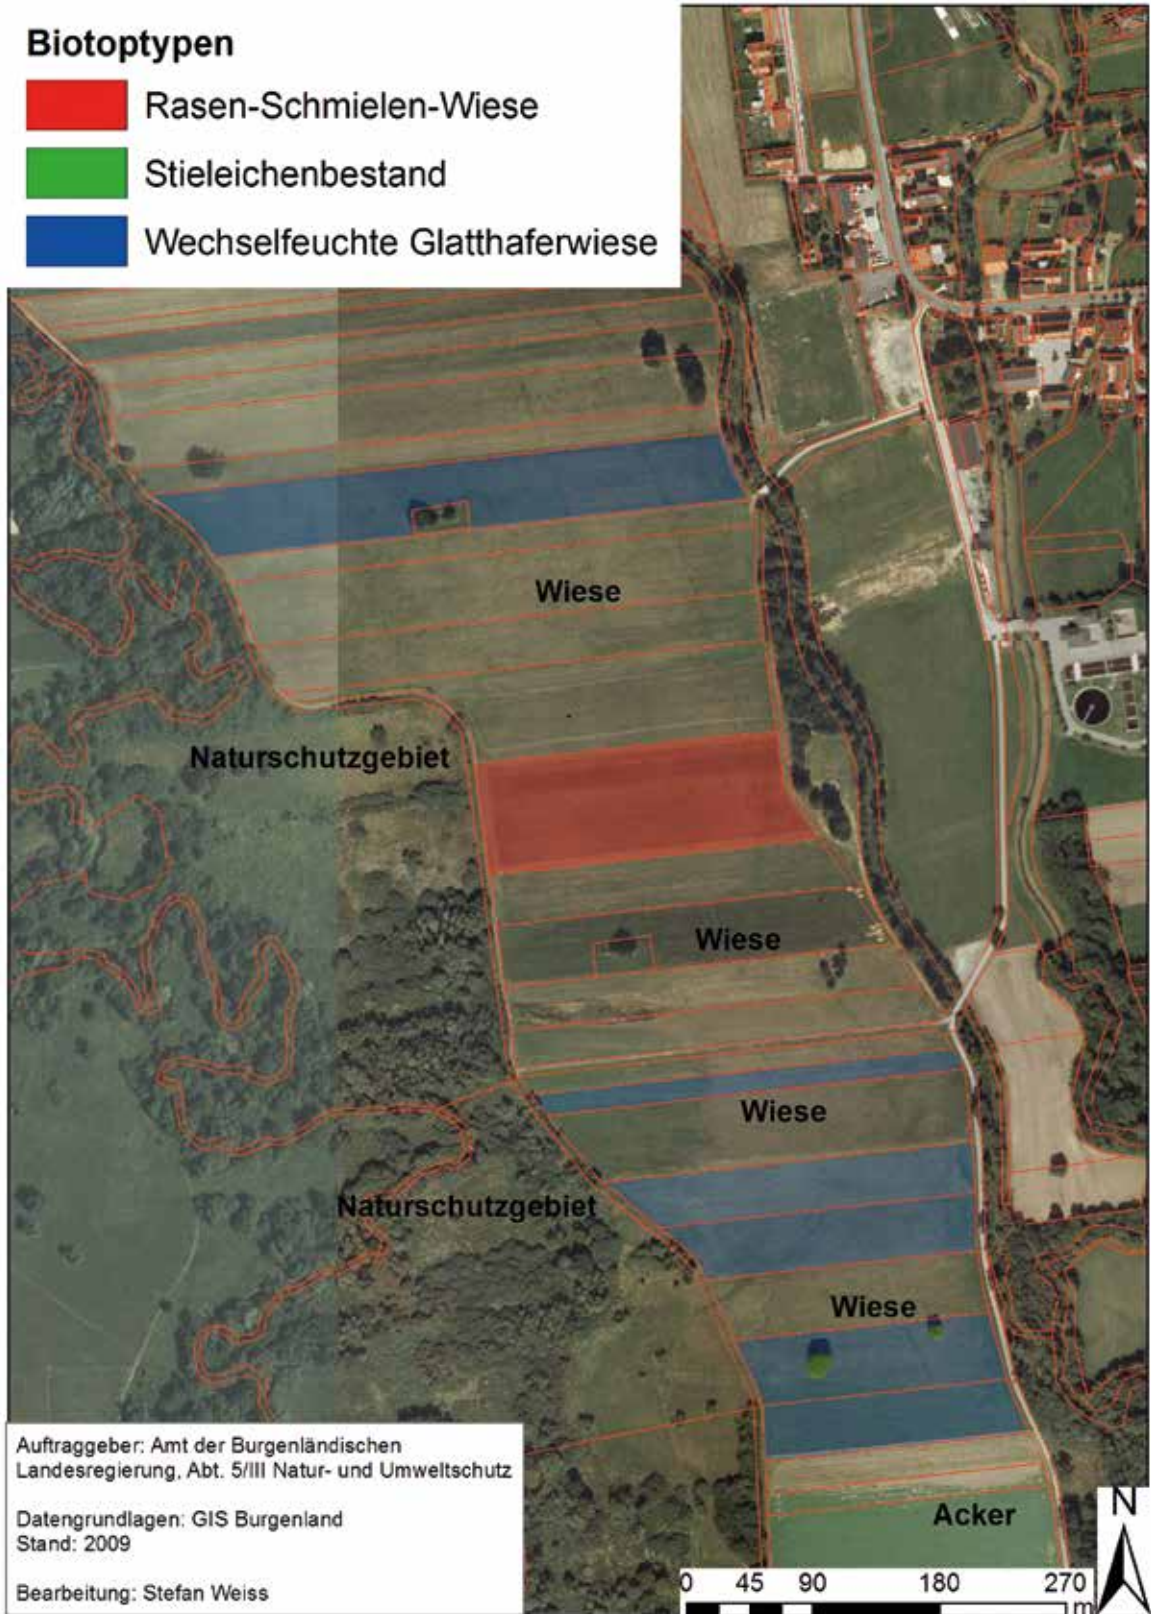 Biotoptypen
Rasen-Schmielen-Wiese
Stieleichenbestand
Wechselfeuchte Glatthaferwiese
Wiese
Naturschutzgebiet
Wiese
Wiese
Naturschutzgebiet
Wiese
Acker
Auftraggeber: Amt der Burgenländischen
Landesregierung, Abt. 5/III Natur- und Umweltschutz
Datengrundlagen: GIS Burgenland
Stand: 2009
Bearbeitung: Stefan Weiss
N
0 45 90 180 270
m